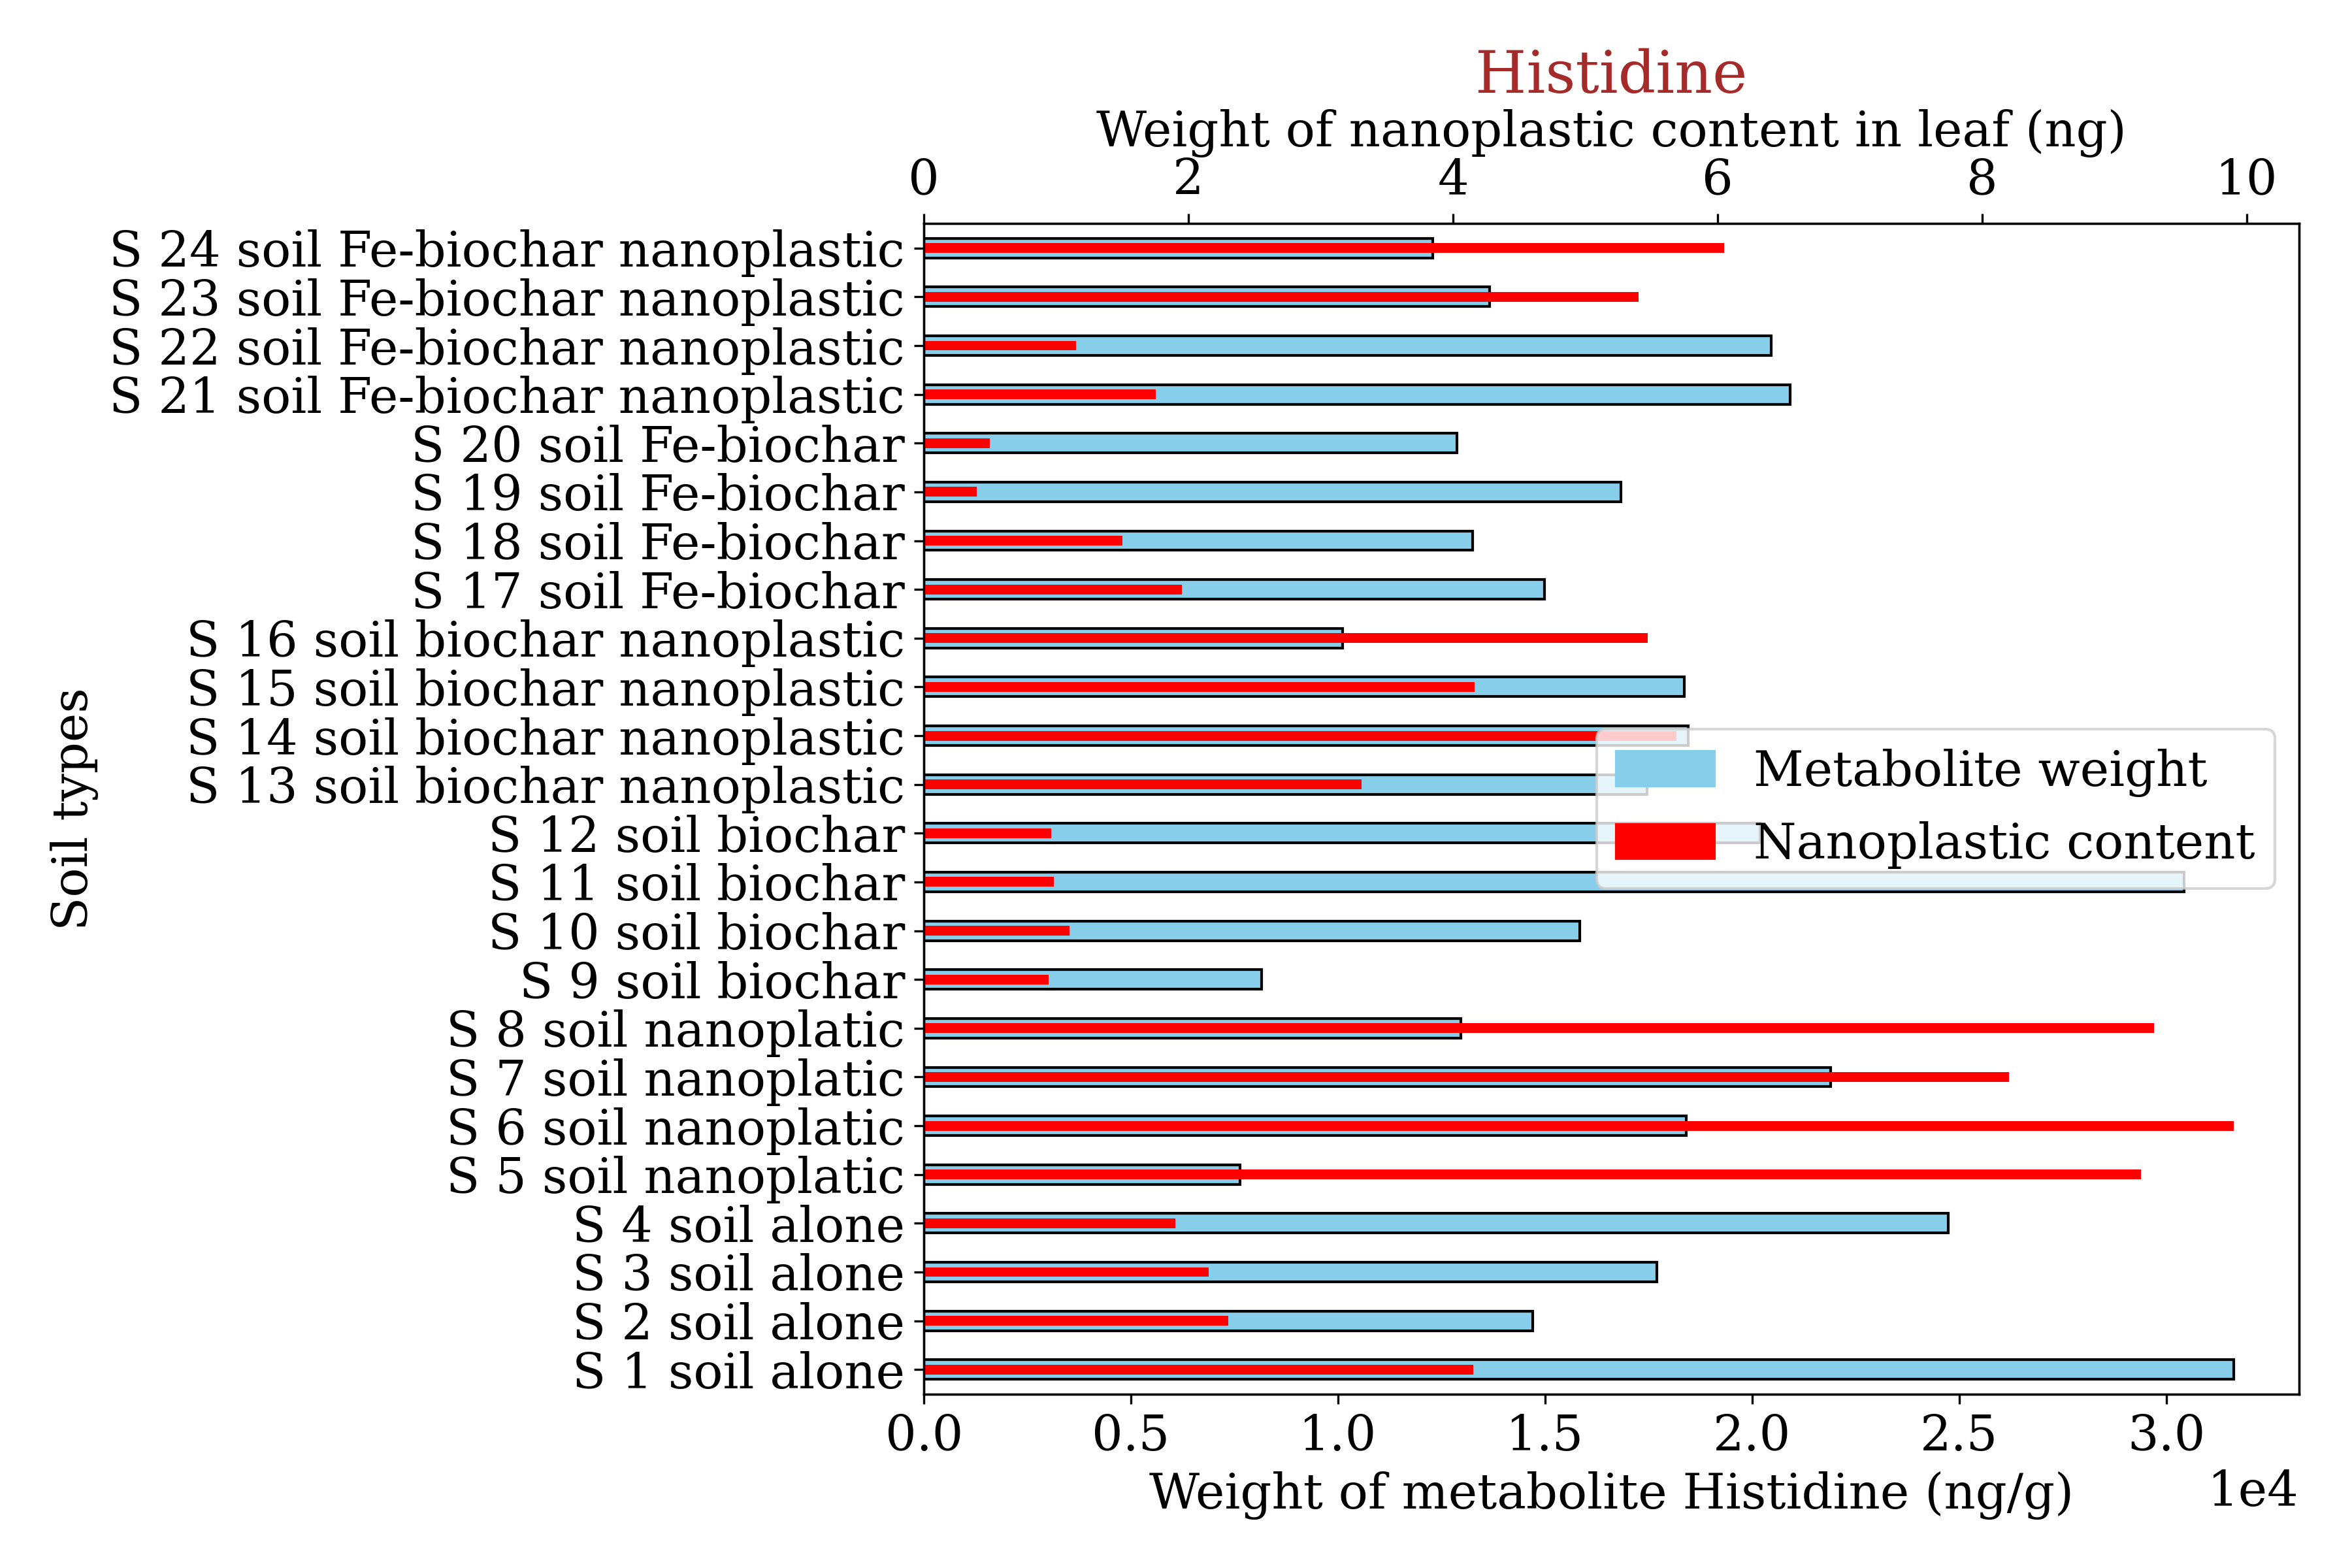 Histidine
Weight of nanoplastic content in leaf (ng)
0 2 4 6 8 10
S 24 soil Fe-biochar nanoplastic
S 23 soil Fe-biochar nanoplastic
S 22 soil Fe-biochar nanoplastic
S 21 soil Fe-biochar nanoplastic
S 20 soil Fe-biochar
S 19 soil Fe-biochar
S 18 soil Fe-biochar
S 17 soil Fe-biochar
S 16 soil biochar nanoplastic
S 15 soil biochar nanoplastic
S 14 soil biochar nanoplastic
S 13 soil biochar nanoplastic
S 12 soil biochar
S 11 soil biochar
S 10 soil biochar
S 9 soil biochar
S 8 soil nanoplatic
S 7 soil nanoplatic
S 6 soil nanoplatic
S 5 soil nanoplatic
S 4 soil alone
S 3 soil alone
S 2 soil alone
S 1 soil alone
Soil types
Metabolite weight
Nanoplastic content
0.0 0.5 1.0 1.5 2.0 2.5 3.0
Weight of metabolite Histidine (ng/g)
1e4